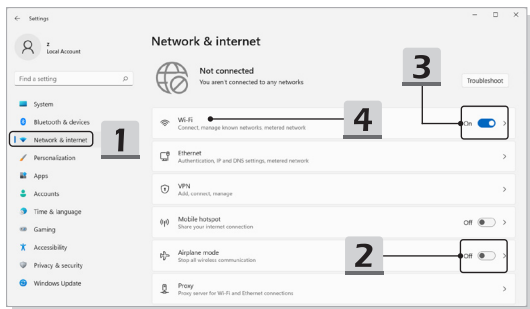 Settings
z
Local Account
Find a setting
System
Bluetooth & devices
Network & internet
Personalization
Apps
Accounts
Time & language
Gaming
Accessibility
Privacy & security
Windows Update
Network & internet
Not connected
You aren't connected to any networks
Troubleshoot
3
Wi-Fi
Connect, manage known networks, metered network
4
On
1
Ethernet
Authentication, IP and DNS settings, metered network
VPN
Add, connect, manage
Mobile hotspot
Share your internet connection
Off
Airplane mode
Stop all wireless communication
2
Off
Proxy
Proxy server for Wi-Fi and Ethernet connections